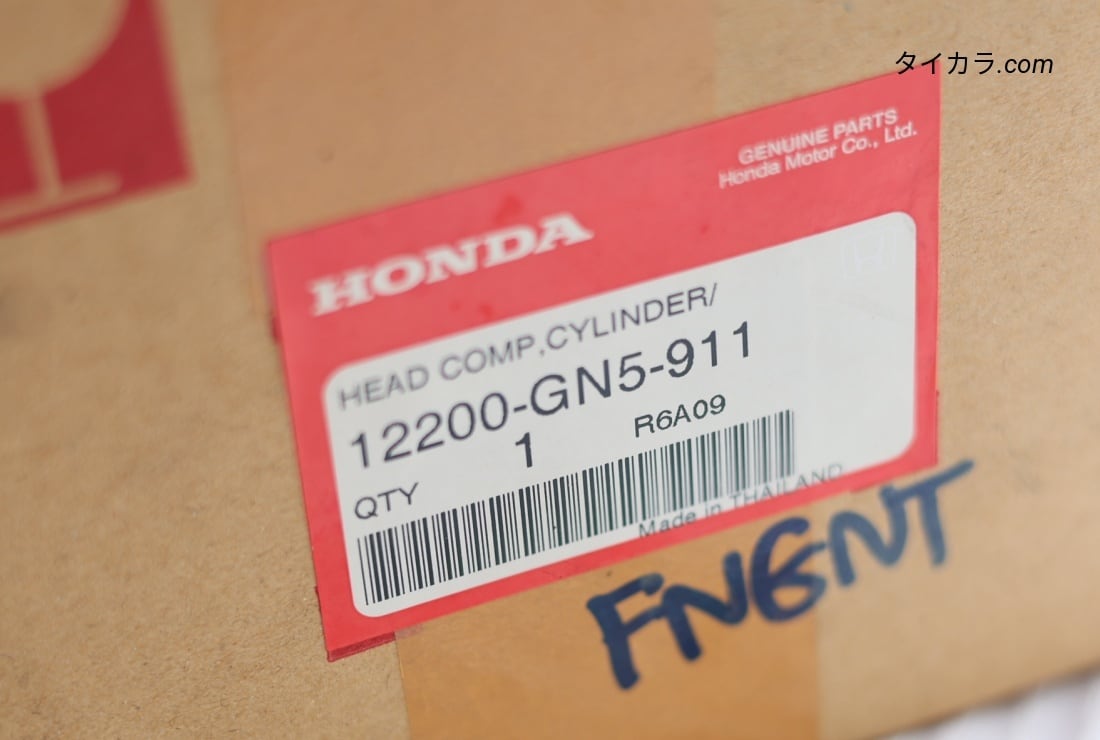 タイカラ.com
GENUINE PARTS
Honda Motor Co., Ltd.
HONDA
HEAD COMP,CYLINDER/
12200-GN5-911
1 R6A09
QTY
Made in THAILAND